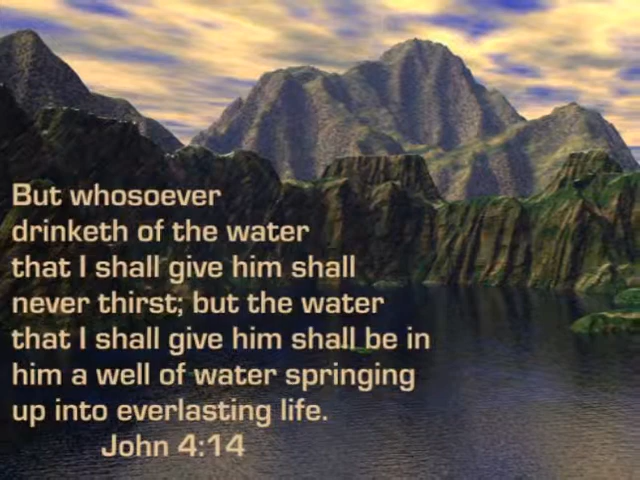 But whosoever
drinketh of the water
that I shall give him shall
never thirst; but the water
that I shall give him shall be in
him a well of water springing
up into everlasting life.
John 4:14